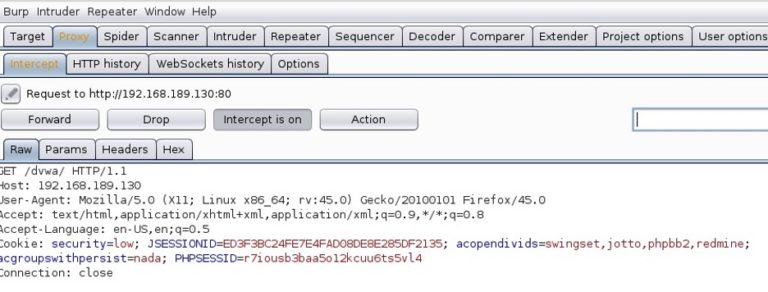 Burp Intruder Repeater Window Help
Target Proxy Spider Scanner Intruder Repeater Sequencer Decoder Comparer Extender Project options User options
Intercept HTTP history WebSockets history Options
Request to http://192.168.189.130:80
Forward Drop Intercept is on Action
Raw Params Headers Hex
GET /dvwa/ HTTP/1.1
Host: 192.168.189.130
User-Agent: Mozilla/5.0 (X11; Linux x86_64; rv:45.0) Gecko/20100101 Firefox/45.0
Accept: text/html,application/xhtml+xml,application/xml;q=0.9,*/*;q=0.8
Accept-Language: en-US,en;q=0.5
Cookie: security=low; JSESSIONID=ED3F3BC24FE7E4FAD08DE8E285DF2135; acopendivids=swingset,jotto,phpbb2,redmine;
acgroupswithpersist=nada; PHPSESSID=r7iousb3baa5o12kcuu6ts5vl4
Connection: close